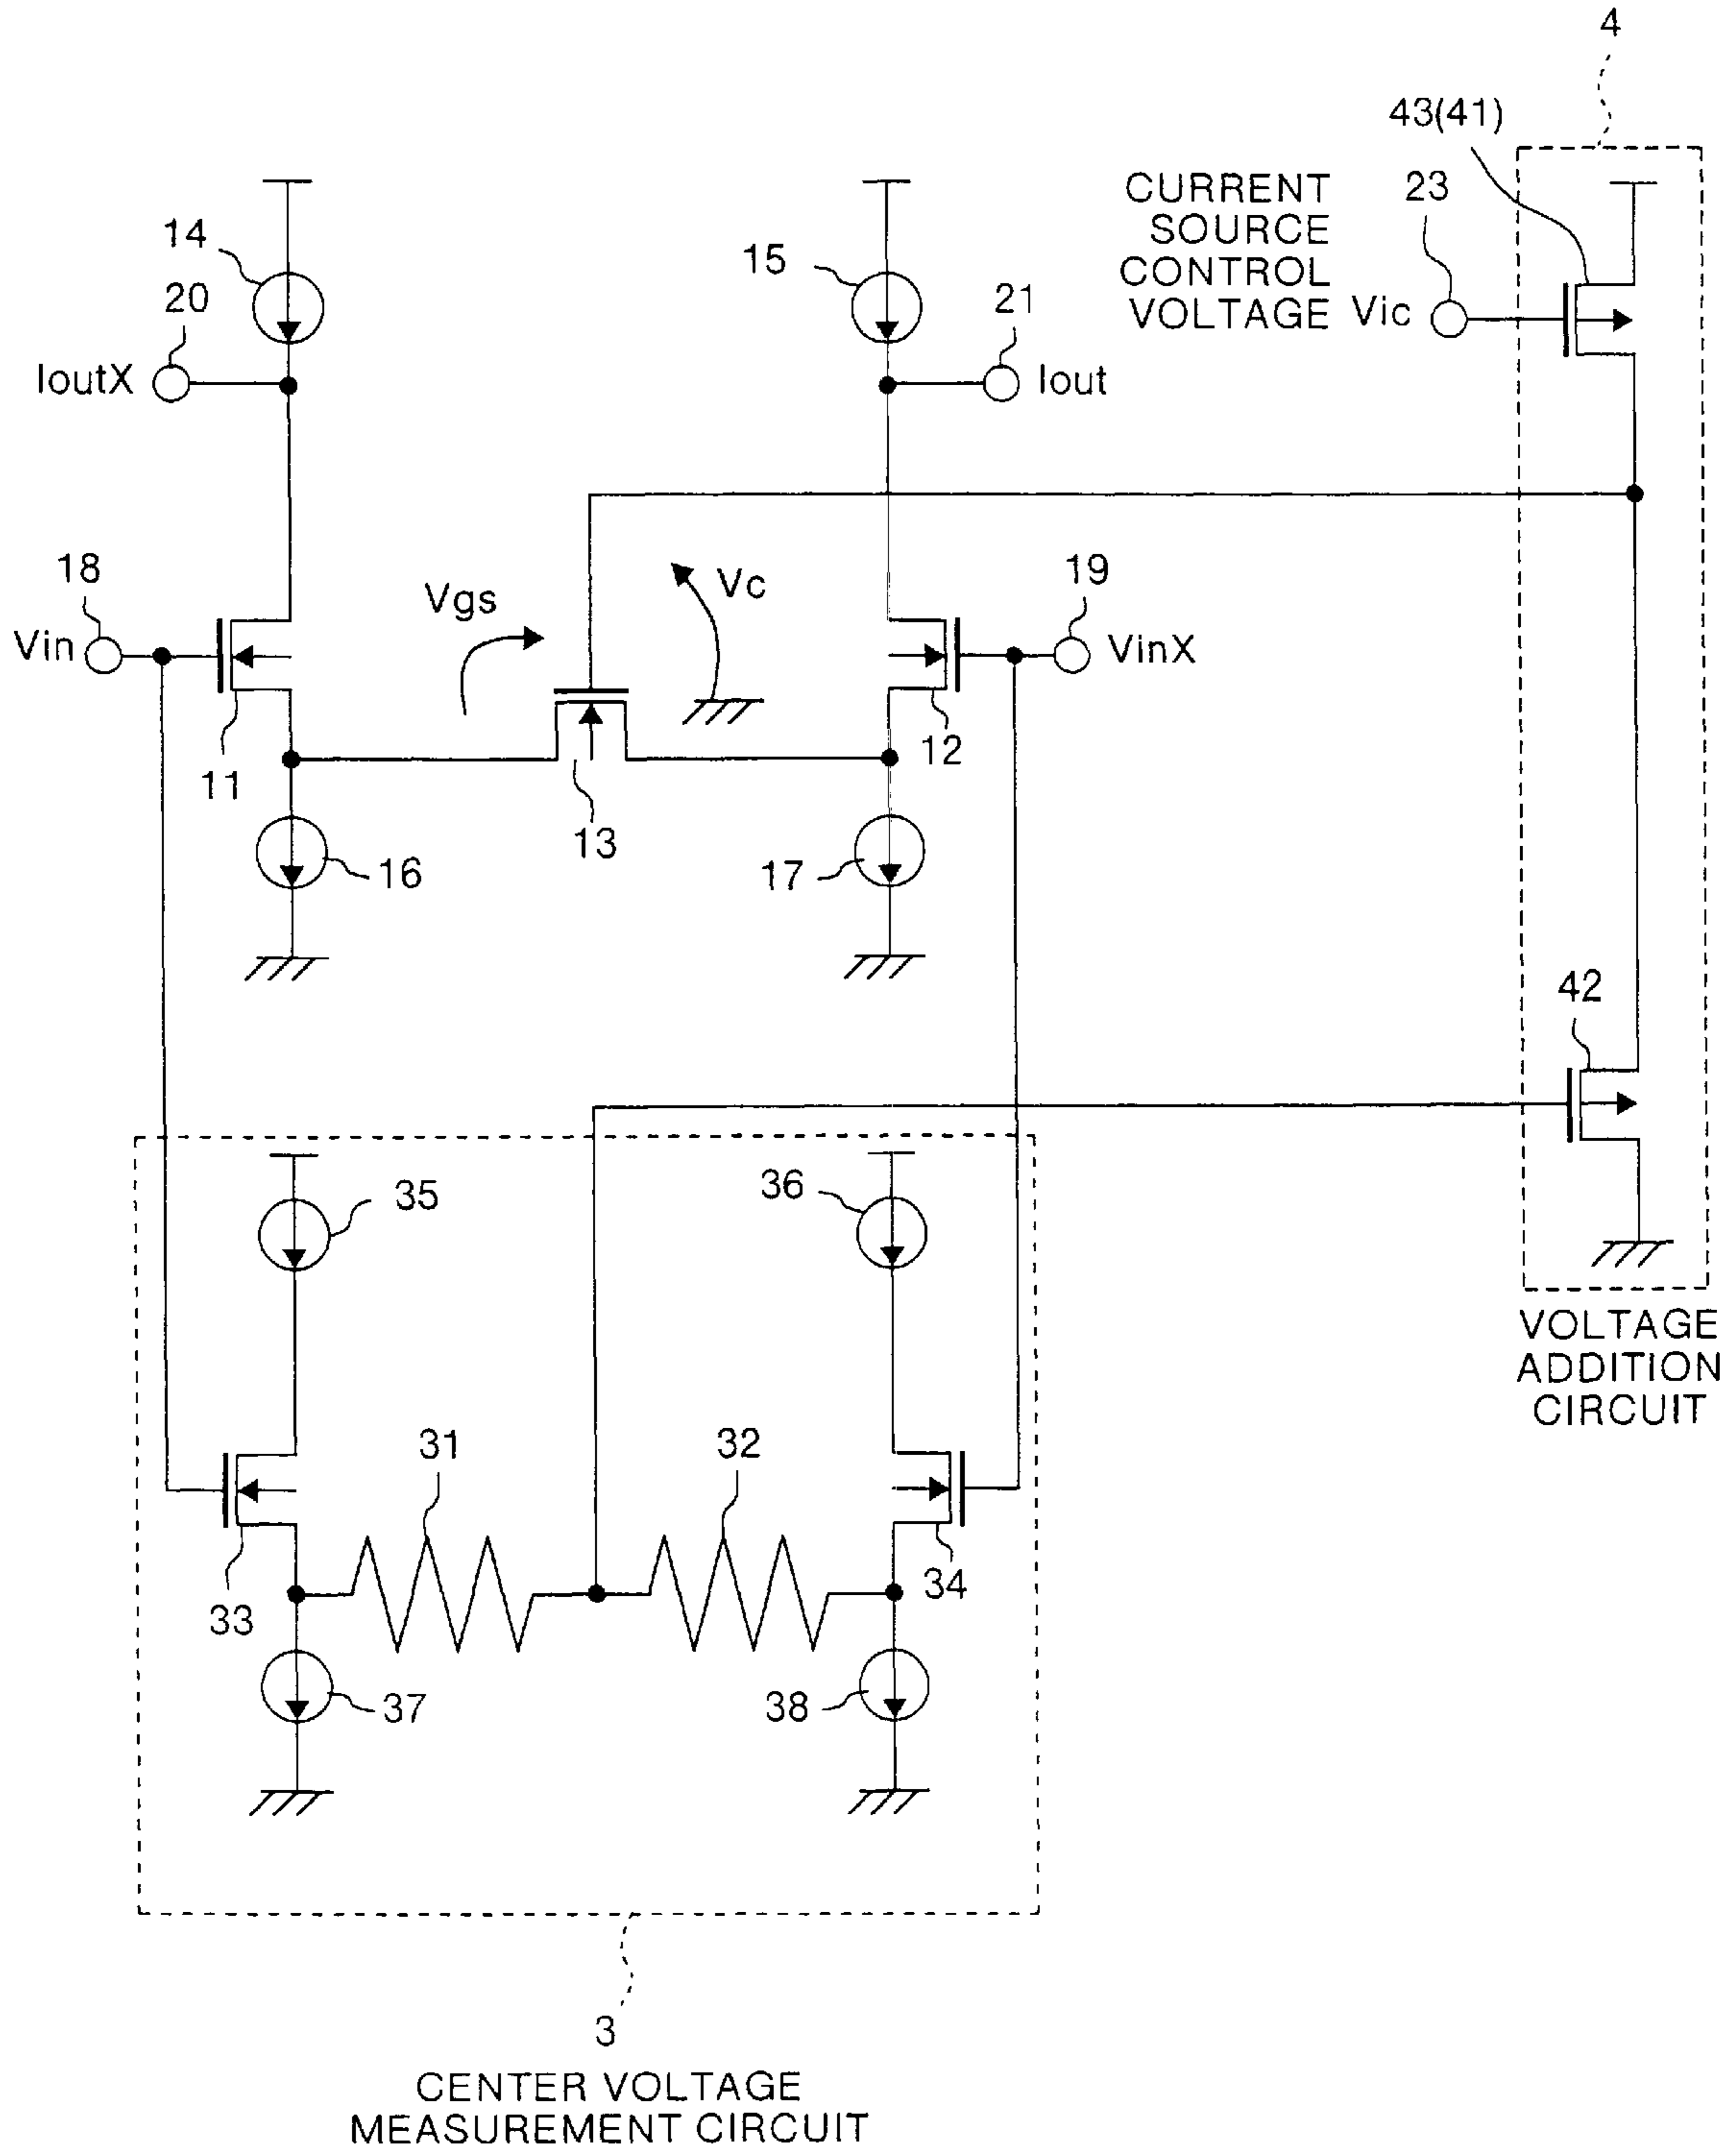 4
43(41)
CURRENT
SOURCE
CONTROL
VOLTAGE
23
Vic
14
15
20
21
IoutX
Iout
18
Vgs
Vc
19
Vin
VinX
11
12
13
16
17
42
35
36
VOLTAGE
ADDITION
CIRCUIT
31
32
33
34
37
38
3
CENTER VOLTAGE
MEASUREMENT CIRCUIT